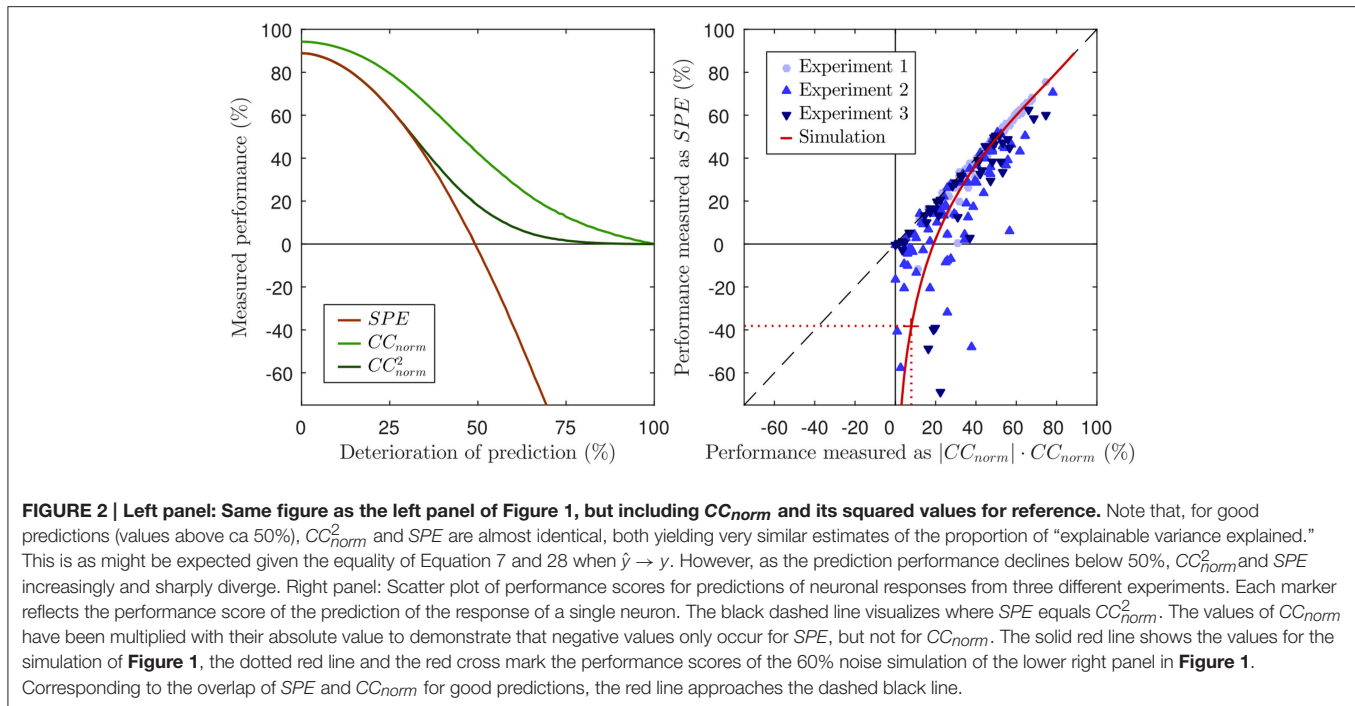 Measured performance (%)
100
80
60
40
20
0
-20
-40
-60
SPE
CC_norm
CC²_norm
0 25 50 75 100
Deterioration of prediction (%)
Performance measured as SPE (%)
100
80
60
40
20
0
-20
-40
-60
Experiment 1
Experiment 2
Experiment 3
Simulation
-60 -40 -20 0 20 40 60 80 100
Performance measured as |CC_norm| · CC_norm (%)
FIGURE 2 | Left panel: Same figure as the left panel of Figure 1, but including CC_norm and its squared values for reference. Note that, for good
predictions (values above ca 50%), CC²_norm and SPE are almost identical, both yielding very similar estimates of the proportion of “explainable variance explained.”
This is as might be expected given the equality of Equation 7 and 28 when ŷ → y. However, as the prediction performance declines below 50%, CC²_norm and SPE
increasingly and sharply diverge. Right panel: Scatter plot of performance scores for predictions of neuronal responses from three different experiments. Each marker
reflects the performance score of the prediction of the response of a single neuron. The black dashed line visualizes where SPE equals CC²_norm. The values of CC_norm
have been multiplied with their absolute value to demonstrate that negative values only occur for SPE, but not for CC_norm. The solid red line shows the values for the
simulation of Figure 1, the dotted red line and the red cross mark the performance scores of the 60% noise simulation of the lower right panel in Figure 1.
Corresponding to the overlap of SPE and CC_norm for good predictions, the red line approaches the dashed black line.